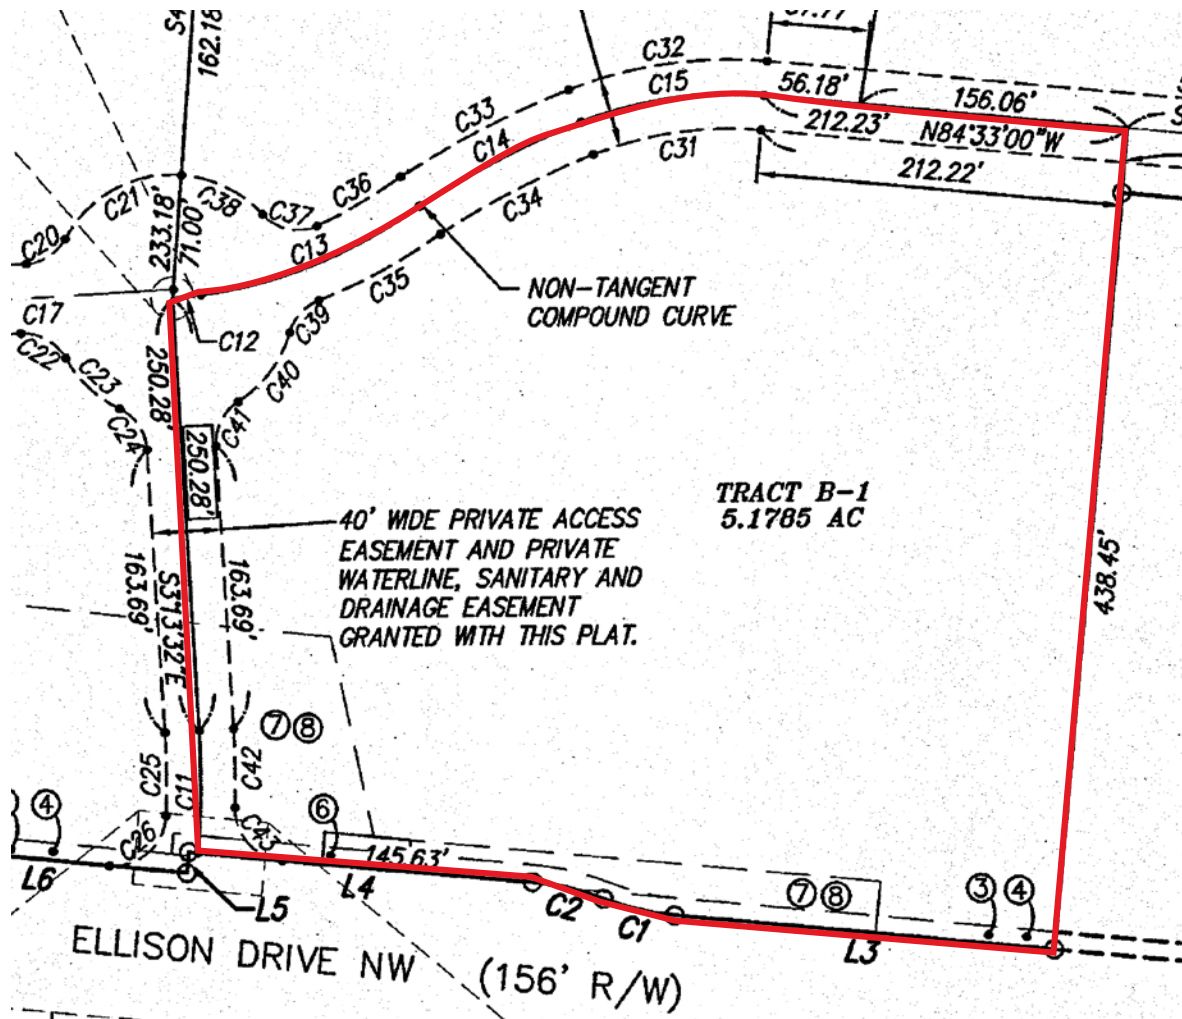 S4
162.18'
C32
C15
C33
C14
56.18'
156.06'
212.23'
N84°33'00"W
212.22'
C31
C36
C34
C21
C38
C37
C20
233.18'
71.00'
C13
C35
NON-TANGENT
COMPOUND CURVE
C17
C12
C39
C22
C23
C40
C24
C41
250.28'
250.28'
TRACT B-1
5.1785 AC
40' WIDE PRIVATE ACCESS
EASEMENT AND PRIVATE
WATERLINE, SANITARY AND
DRAINAGE EASEMENT
GRANTED WITH THIS PLAT.
438.45'
163.69'
S3°13'32"E
163.69'
7 8
C25
C11
C42
4
6
C26
C43
145.63'
L6
L4
L5
C2
C1
7 8
3 4
L3
ELLISON DRIVE NW (156' R/W)